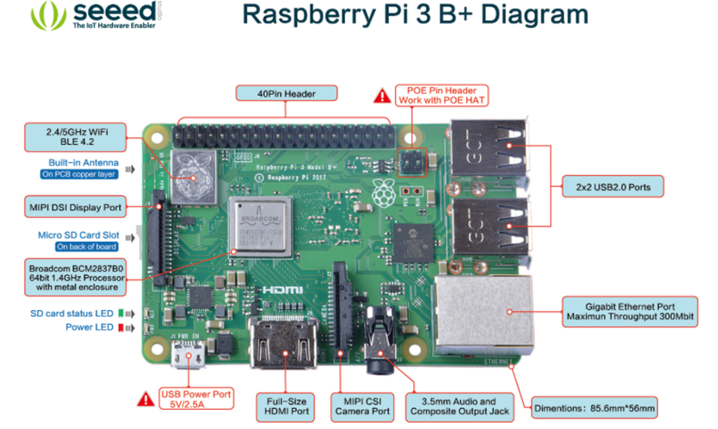 seeed
The IoT Hardware Enabler
Raspberry Pi 3 B+ Diagram
40Pin Header
POE Pin Header
Work with POE HAT
2.4/5GHz WiFi
BLE 4.2
Built-in Antenna
On PCB copper layer
MIPI DSI Display Port
Micro SD Card Slot
On back of board
Broadcom BCM2837B0
64bit 1.4GHz Processor
with metal enclosure
SD card status LED
Power LED
Raspberry Pi 3 Model B+
© Raspberry Pi 2017
BROADCOM
GCT
GCT
HDMI
PWR IN
ETHERNET
2x2 USB2.0 Ports
Gigabit Ethernet Port
Maximun Throughput 300Mbit
USB Power Port
5V/2.5A
Full-Size
HDMI Port
MIPI CSI
Camera Port
3.5mm Audio and
Composite Output Jack
Dimentions: 85.6mm*56mm